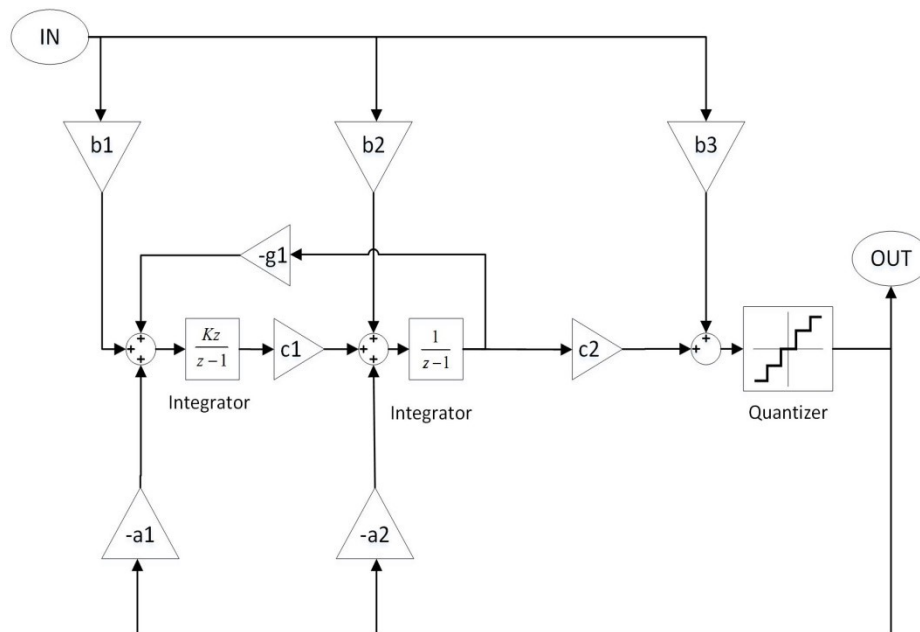 IN
b1
b2
b3
-g1
OUT
Kz
z-1
c1
1
z-1
c2
Integrator
Integrator
Quantizer
-a1
-a2